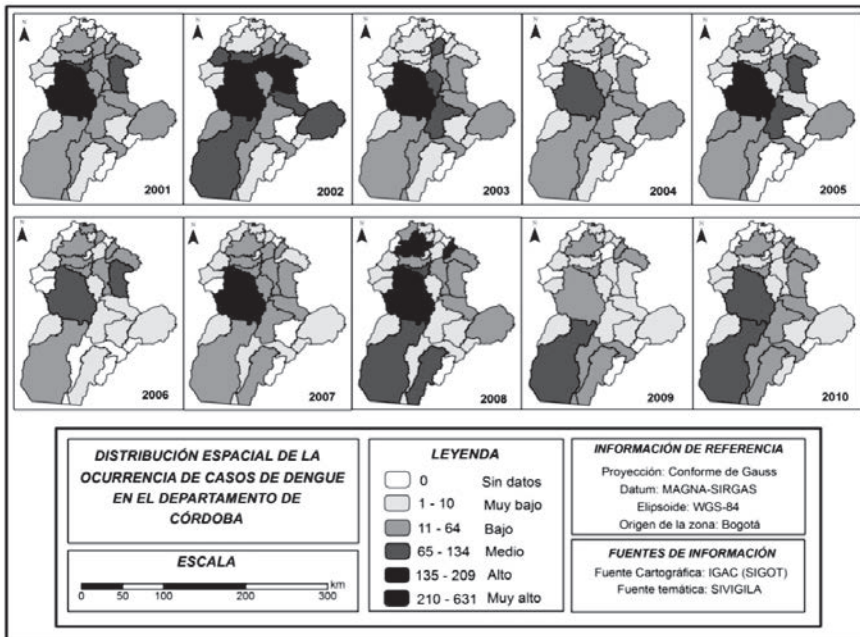 N N N N N
2001 2002 2003 2004 2005
N N N N N
2006 2007 2008 2009 2010
DISTRIBUCIÓN ESPACIAL DE LA
OCURRENCIA DE CASOS DE DENGUE
EN EL DEPARTAMENTO DE
CÓRDOBA
ESCALA
km
0 50 100 200 300
LEYENDA
0 Sin datos
1 - 10 Muy bajo
11 - 64 Bajo
65 - 134 Medio
135 - 209 Alto
210 - 631 Muy alto
INFORMACIÓN DE REFERENCIA
Proyección: Conforme de Gauss
Datum: MAGNA-SIRGAS
Elipsoide: WGS-84
Origen de la zona: Bogotá
FUENTES DE INFORMACIÓN
Fuente Cartográfica: IGAC (SIGOT)
Fuente temática: SIVIGILA